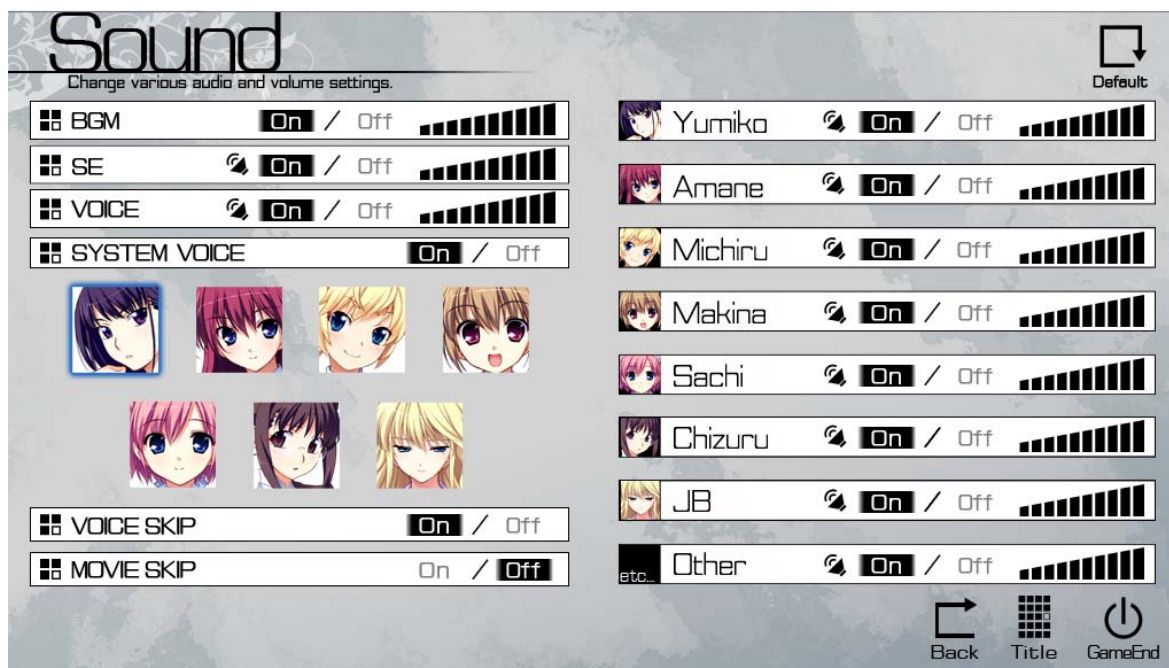 Sound
Change various audio and volume settings.
Default
BGM On / Off
SE On / Off
VOICE On / Off
SYSTEM VOICE On / Off
VOICE SKIP On / Off
MOVIE SKIP On / Off
Yumiko On / Off
Amane On / Off
Michiru On / Off
Makina On / Off
Sachi On / Off
Chizuru On / Off
JB On / Off
etc... Other On / Off
Back Title GameEnd